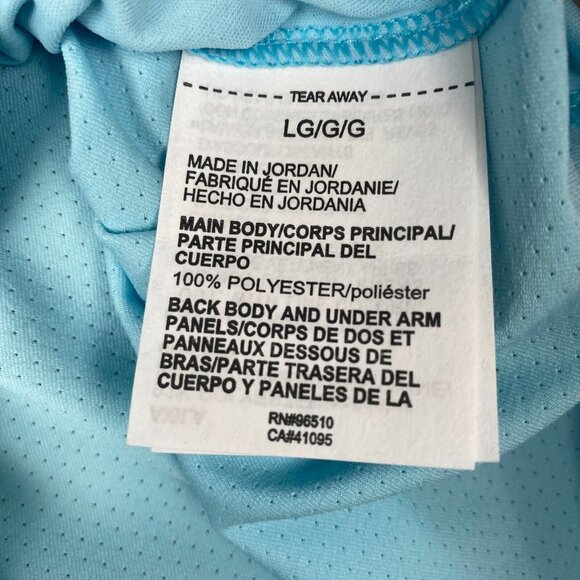 TEAR AWAY
LG/G/G
MADE IN JORDAN/
FABRIQUÉ EN JORDANIE/
HECHO EN JORDANIA
MAIN BODY/CORPS PRINCIPAL/
PARTE PRINCIPAL DEL
CUERPO
100% POLYESTER/poliéster
BACK BODY AND UNDER ARM
PANELS/CORPS DE DOS ET
PANNEAUX DESSOUS DE
BRAS/PARTE TRASERA DEL
CUERPO Y PANELES DE LA
RN#96510
CA#41095